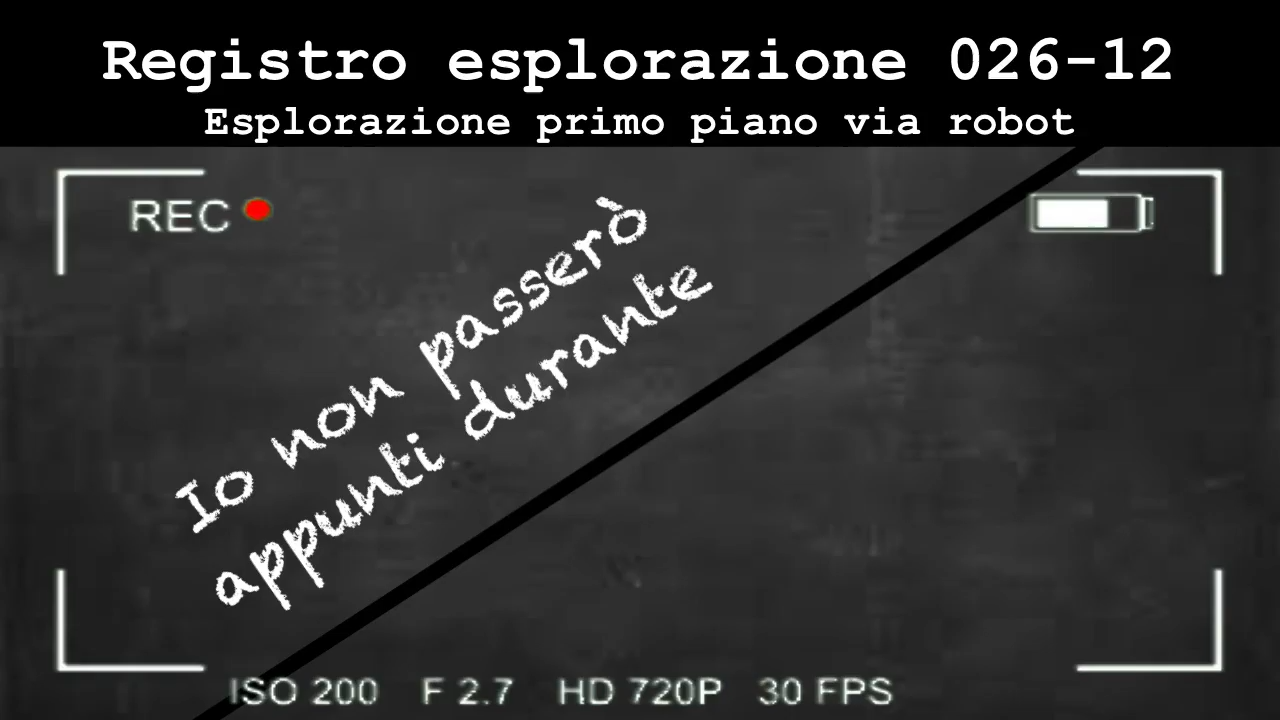 Registro esplorazione 026-12
Esplorazione primo piano via robot
REC
Io non passerò
appunti durante
ISO 200 F 2.7 HD 720P 30 FPS